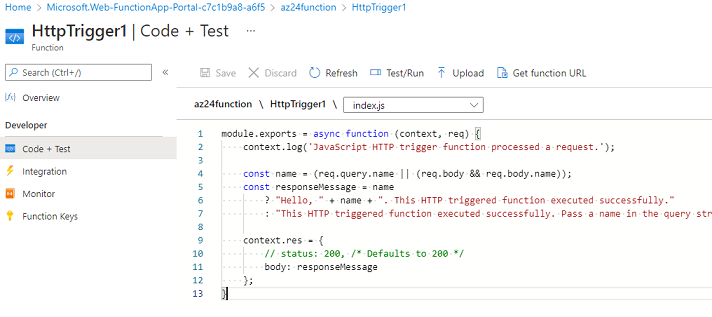 Home > Microsoft.Web-FunctionApp-Portal-c7c1b9a8-a6f5 > az24function > HttpTrigger1
HttpTrigger1 | Code + Test ...
Function
Search (Ctrl+/) «
Save Discard Refresh Test/Run Upload Get function URL
Overview
az24function \ HttpTrigger1 \ index.js
Developer
Code + Test
Integration
Monitor
Function Keys
1 module.exports = async function (context, req) {
2 context.log('JavaScript HTTP trigger function processed a request.');
3
4 const name = (req.query.name || (req.body && req.body.name));
5 const responseMessage = name
6 ? "Hello, " + name + ". This HTTP triggered function executed successfully."
7 : "This HTTP triggered function executed successfully. Pass a name in the query str
8
9 context.res = {
10 // status: 200, /* Defaults to 200 */
11 body: responseMessage
12 };
13 }